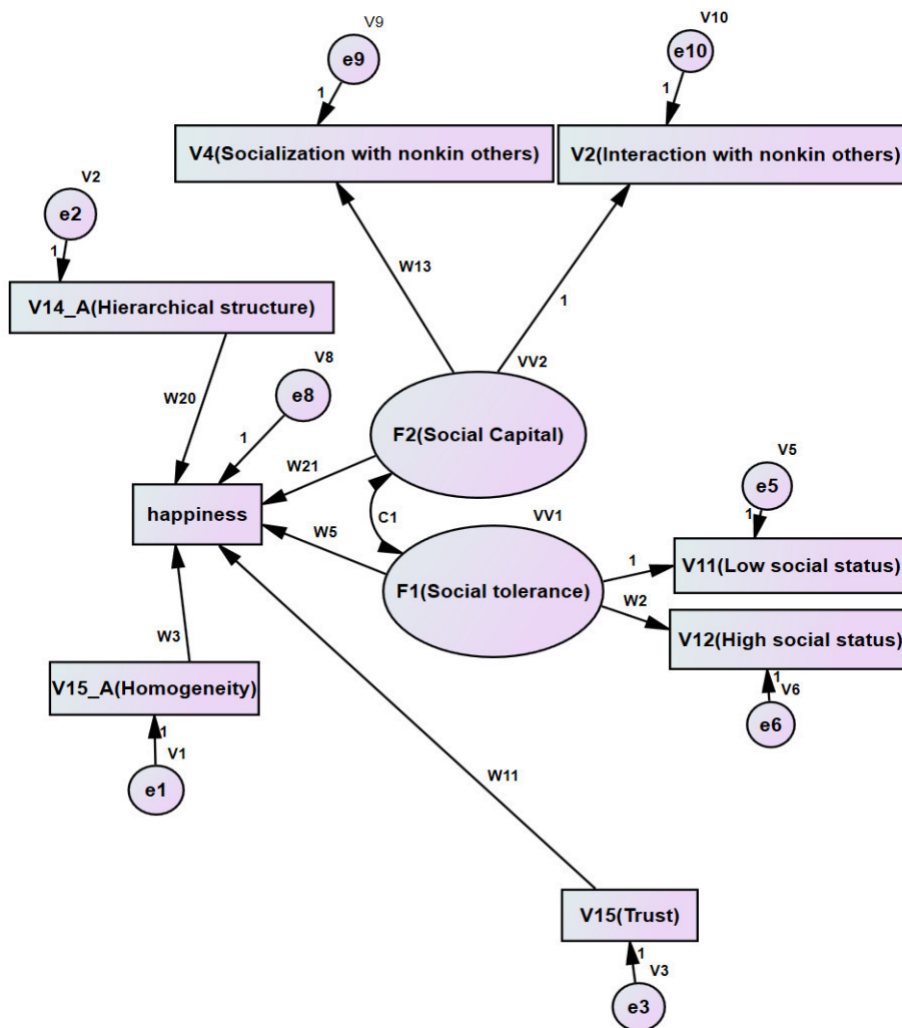 V9
V10
e9
e10
1
1
V4(Socialization with nonkin others)
V2(Interaction with nonkin others)
V2
e2
1
W13
V14_A(Hierarchical structure)
1
V8
VV2
e8
W20
F2(Social Capital)
1
W21
V5
e5
happiness
C1
VV1
W5
1
1
V11(Low social status)
F1(Social tolerance)
W2
V12(High social status)
W3
V15_A(Homogeneity)
1
V6
e6
1
V1
e1
W11
V15(Trust)
1
V3
e3